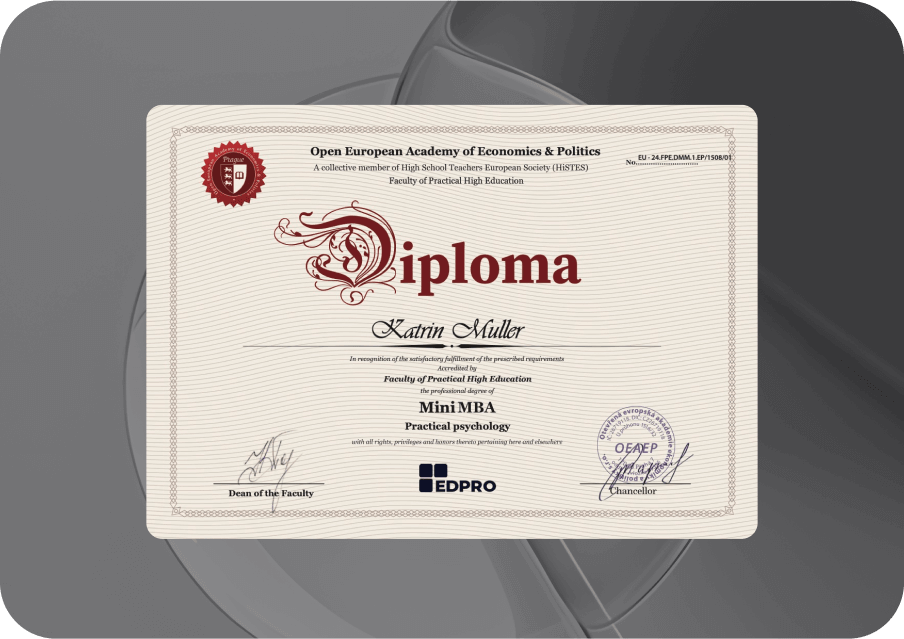 Open European Academy of Economics & Politics
A collective member of High School Teachers European Society (HiSTES)
Faculty of Practical High Education
No. EU - 24.FPE.DMM.1.EP/1508/01
Prague
Diploma
Katrin Muller
In recognition of the satisfactory fulfillment of the prescribed requirements
Accredited by
Faculty of Practical High Education
the professional degree of
Mini MBA
Practical psychology
with all rights, privileges and honors thereto pertaining here and elsewhere
Otevřená evropská akademie
OEAEP
EDPRO
Dean of the Faculty
Chancellor